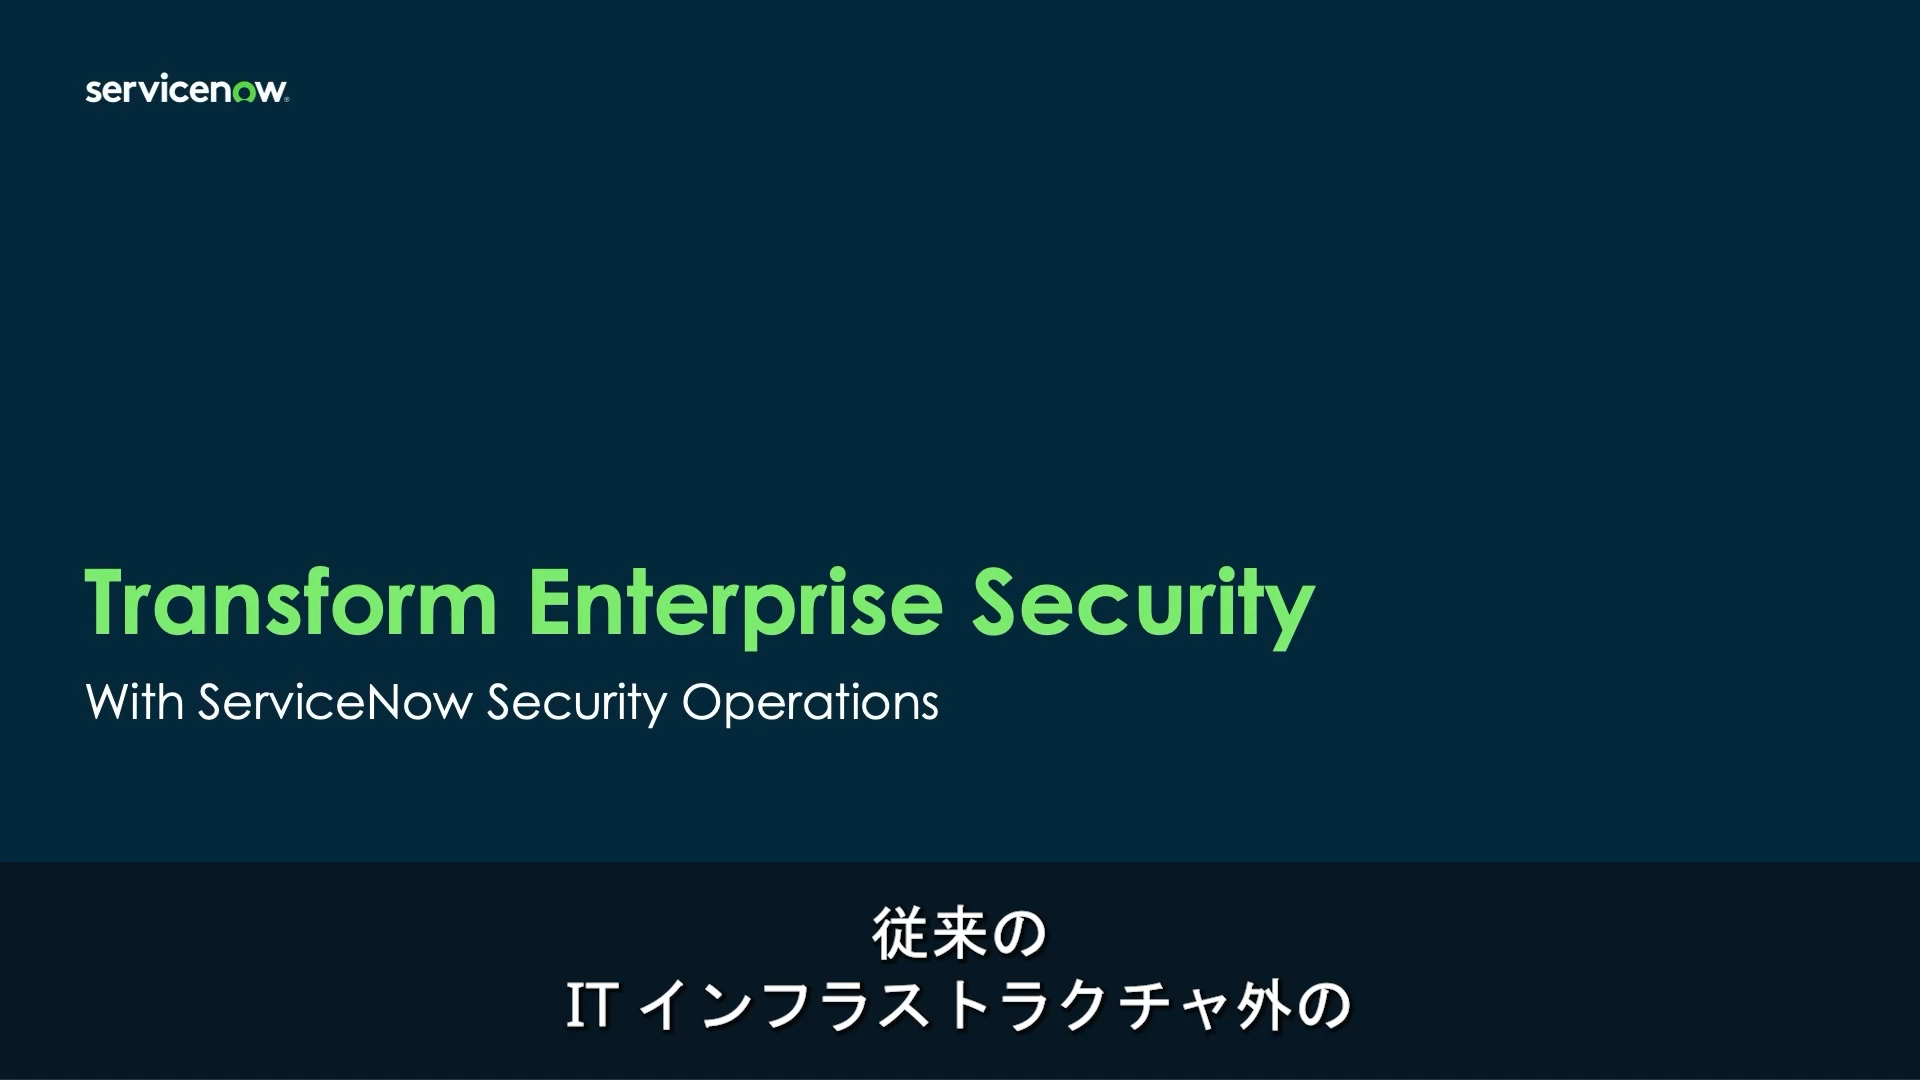 servicenow®
Transform Enterprise Security
With ServiceNow Security Operations
従来の
IT インフラストラクチャ外の